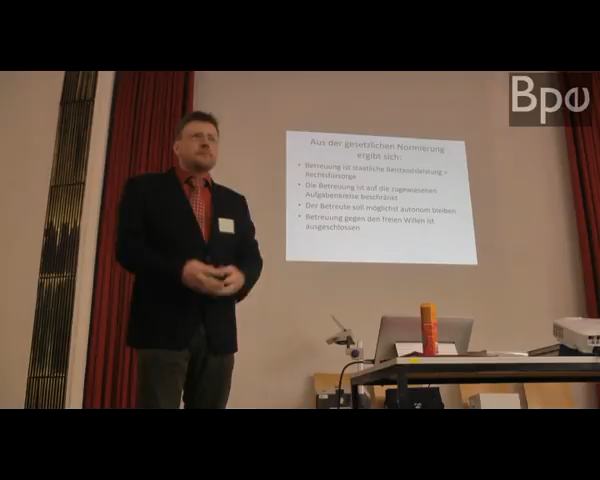 Bpe
Aus der gesetzlichen Normierung
ergibt sich:
• Betreuung ist staatliche Beistandsleistung =
Rechtsfürsorge
• Die Betreuung ist auf die zugewiesenen
Aufgabenkreise beschränkt
• Der Betreute soll möglichst autonom bleiben
• Betreuung gegen den freien Willen ist
ausgeschlossen